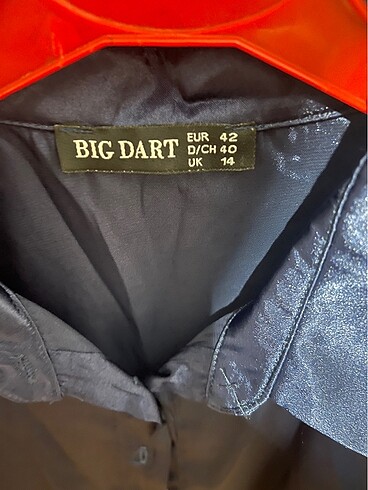 BIG DART
EUR 42
D/CH 40
UK 14